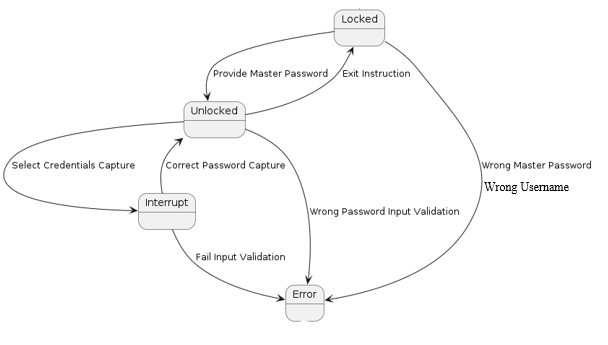 Locked
Provide Master Password
Exit Instruction
Unlocked
Select Credentials Capture
Correct Password Capture
Wrong Master Password
Wrong Username
Interrupt
Wrong Password Input Validation
Fail Input Validation
Error